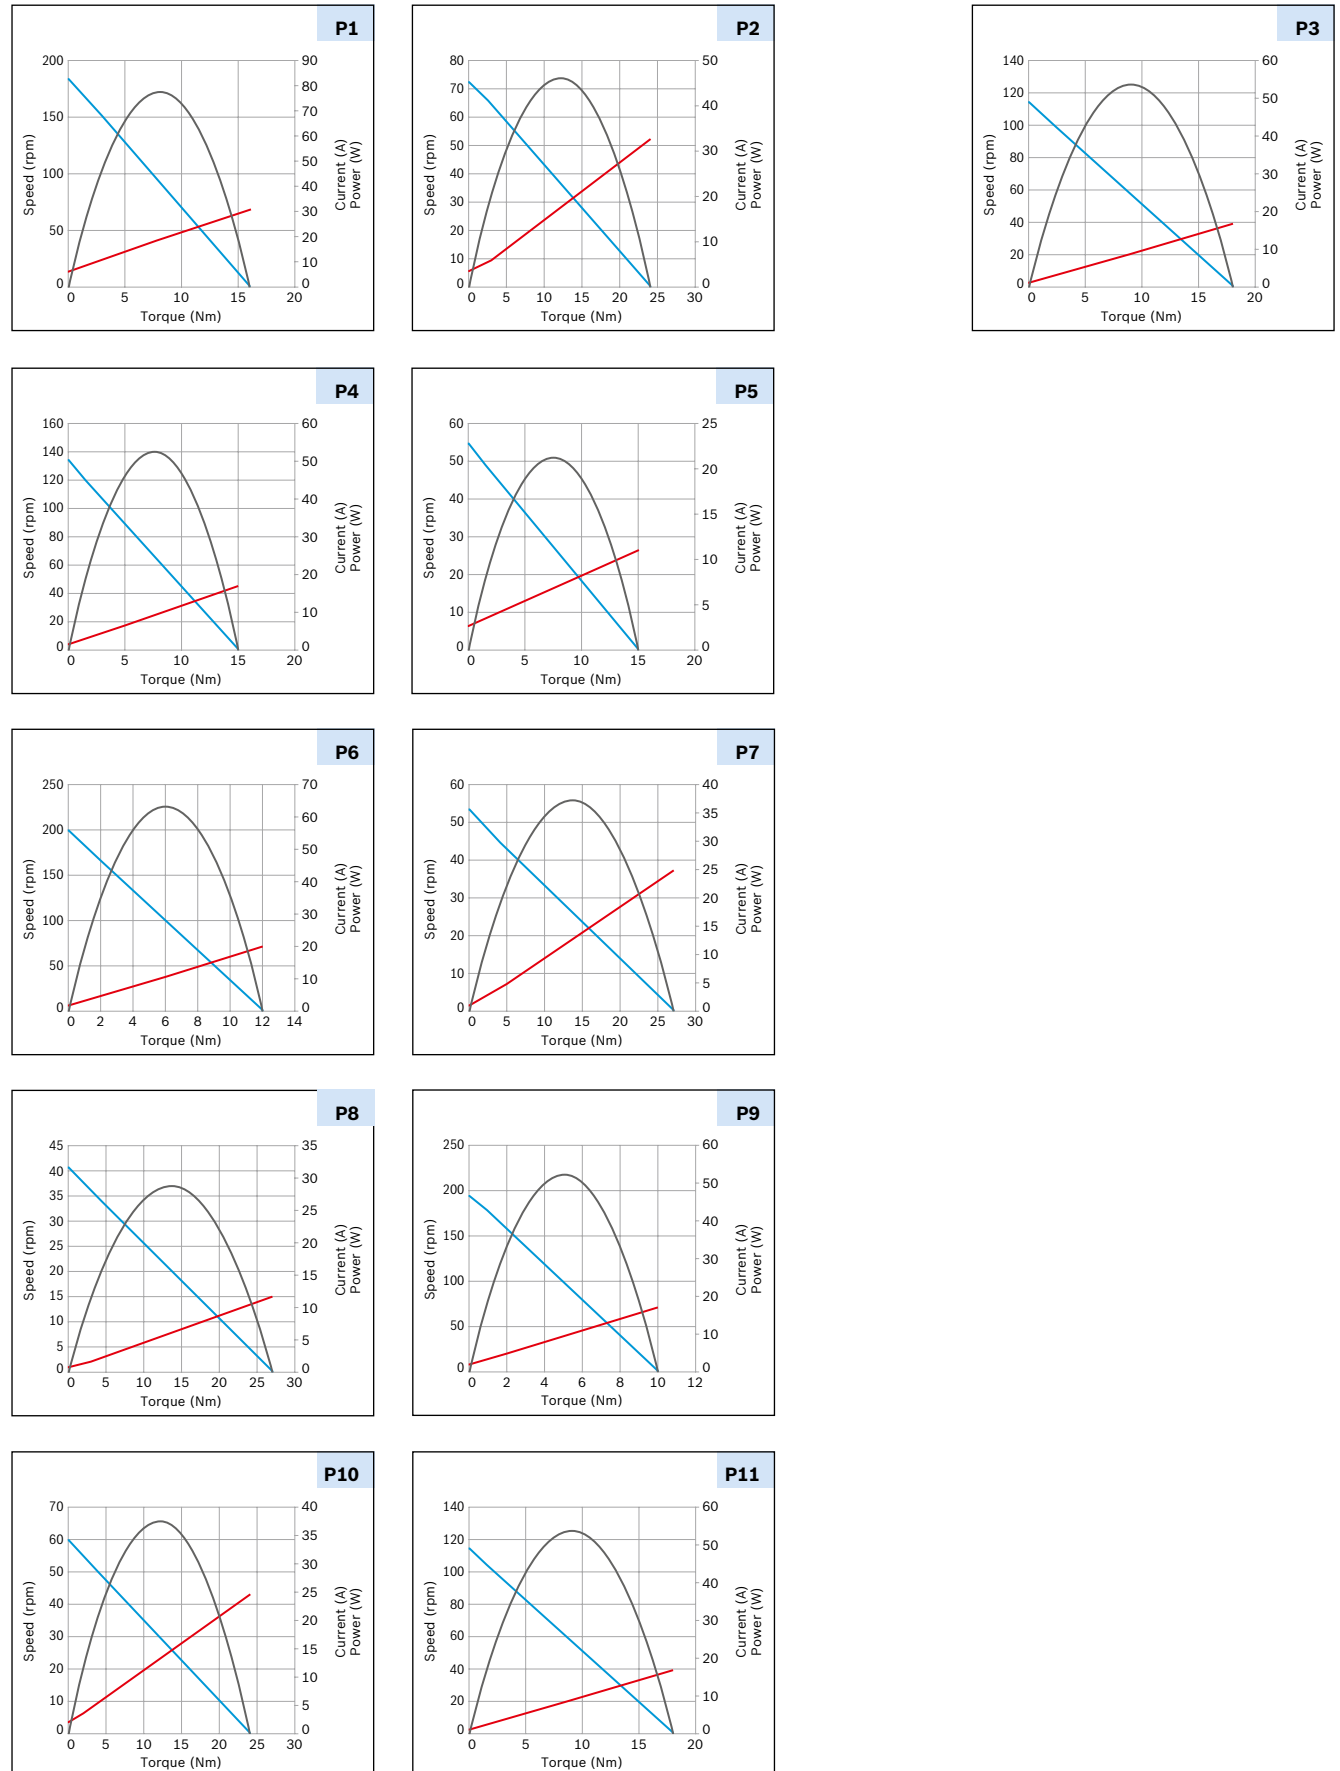 P1
200
150
100
50
0
Speed (rpm)
90
80
70
60
50
40
30
20
10
0
Current (A)
Power (W)
0 5 10 15 20
Torque (Nm)
P2
80
70
60
50
40
30
20
10
0
Speed (rpm)
50
40
30
20
10
0
Current (A)
Power (W)
0 5 10 15 20 25 30
Torque (Nm)
P3
140
120
100
80
60
40
20
0
Speed (rpm)
60
50
40
30
20
10
0
Current (A)
Power (W)
0 5 10 15 20
Torque (Nm)
P4
160
140
120
100
80
60
40
20
0
Speed (rpm)
60
50
40
30
20
10
0
Current (A)
Power (W)
0 5 10 15 20
Torque (Nm)
P5
60
50
40
30
20
10
0
Speed (rpm)
25
20
15
10
5
0
Current (A)
Power (W)
0 5 10 15 20
Torque (Nm)
P6
250
200
150
100
50
0
Speed (rpm)
70
60
50
40
30
20
10
0
Current (A)
Power (W)
0 2 4 6 8 10 12 14
Torque (Nm)
P7
60
50
40
30
20
10
0
Speed (rpm)
40
35
30
25
20
15
10
5
0
Current (A)
Power (W)
0 5 10 15 20 25 30
Torque (Nm)
P8
45
40
35
30
25
20
15
10
5
0
Speed (rpm)
35
30
25
20
15
10
5
0
Current (A)
Power (W)
0 5 10 15 20 25 30
Torque (Nm)
P9
250
200
150
100
50
0
Speed (rpm)
60
50
40
30
20
10
0
Current (A)
Power (W)
0 2 4 6 8 10 12
Torque (Nm)
P10
70
60
50
40
30
20
10
0
Speed (rpm)
40
35
30
25
20
15
10
5
0
Current (A)
Power (W)
0 5 10 15 20 25 30
Torque (Nm)
P11
140
120
100
80
60
40
20
0
Speed (rpm)
60
50
40
30
20
10
0
Current (A)
Power (W)
0 5 10 15 20
Torque (Nm)